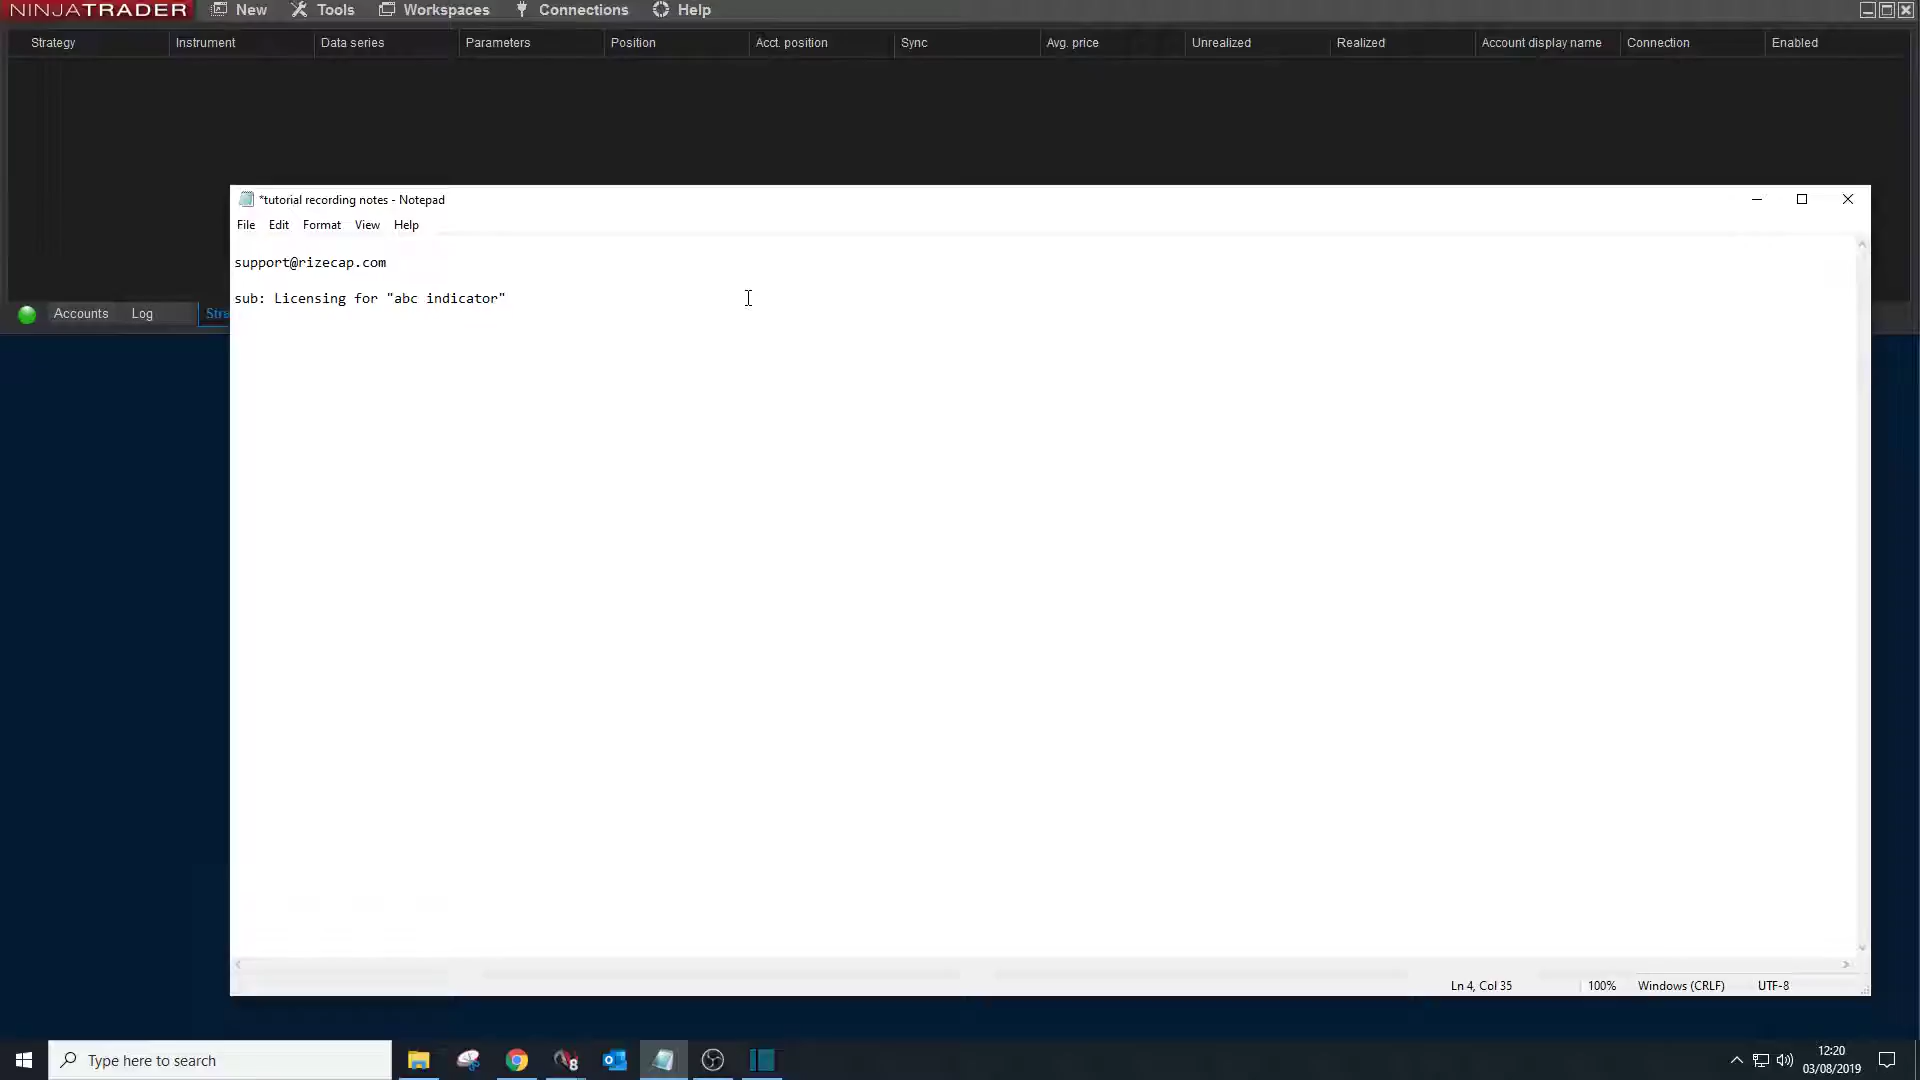 NINJATRADER New Tools Workspaces Connections Help
Strategy Instrument Data series Parameters Position Acct. position Sync Avg. price Unrealized Realized Account display name Connection Enabled
*tutorial recording notes - Notepad
File Edit Format View Help
support@rizecap.com
sub: Licensing for "abc indicator"
Accounts Log
Ln 4, Col 35 100% Windows (CRLF) UTF-8
Type here to search
8
12:20
03/08/2019